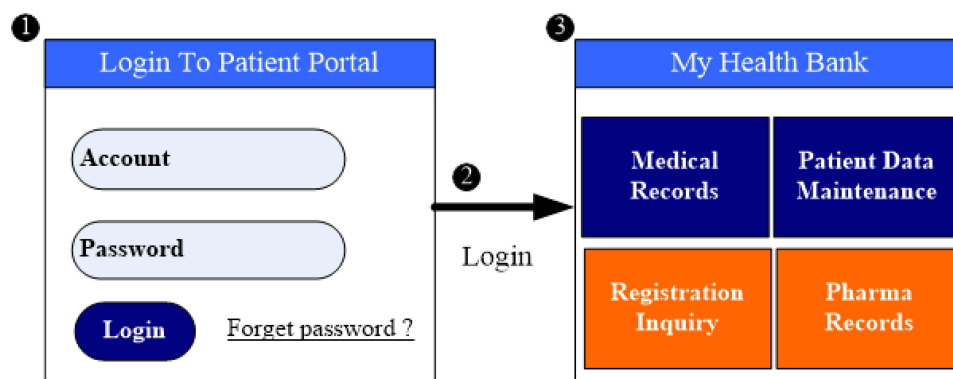 ❶
Login To Patient Portal
Account
Password
Login
Forget password ?
❷
Login
❸
My Health Bank
Medical
Records
Patient Data
Maintenance
Registration
Inquiry
Pharma
Records